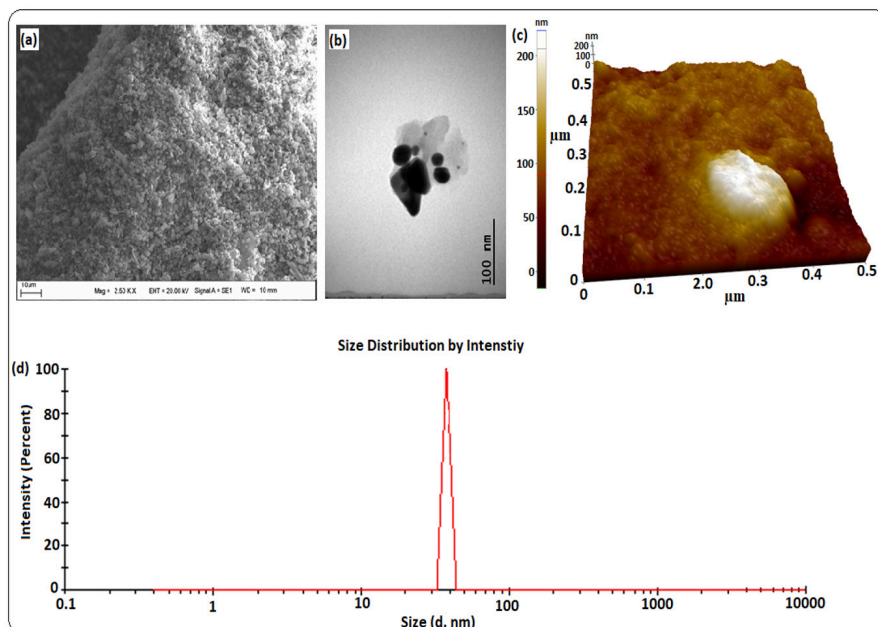 (a)
10µm
Mag = 2.50 K X EHT = 20.00 kV Signal A = SE1 WD = 10 mm
(b)
100 nm
(c)
nm
200
150
100
50
0
nm
200
100
0
0.5
µm
0.4
0.3
0.2
0.1
0
0 0.1 2.0 0.3 0.4 0.5
µm
Size Distribution by Intenstiy
(d)
Intensity (Percent)
100
80
60
40
20
0
0.1 1 10 100 1000 10000
Size (d. nm)